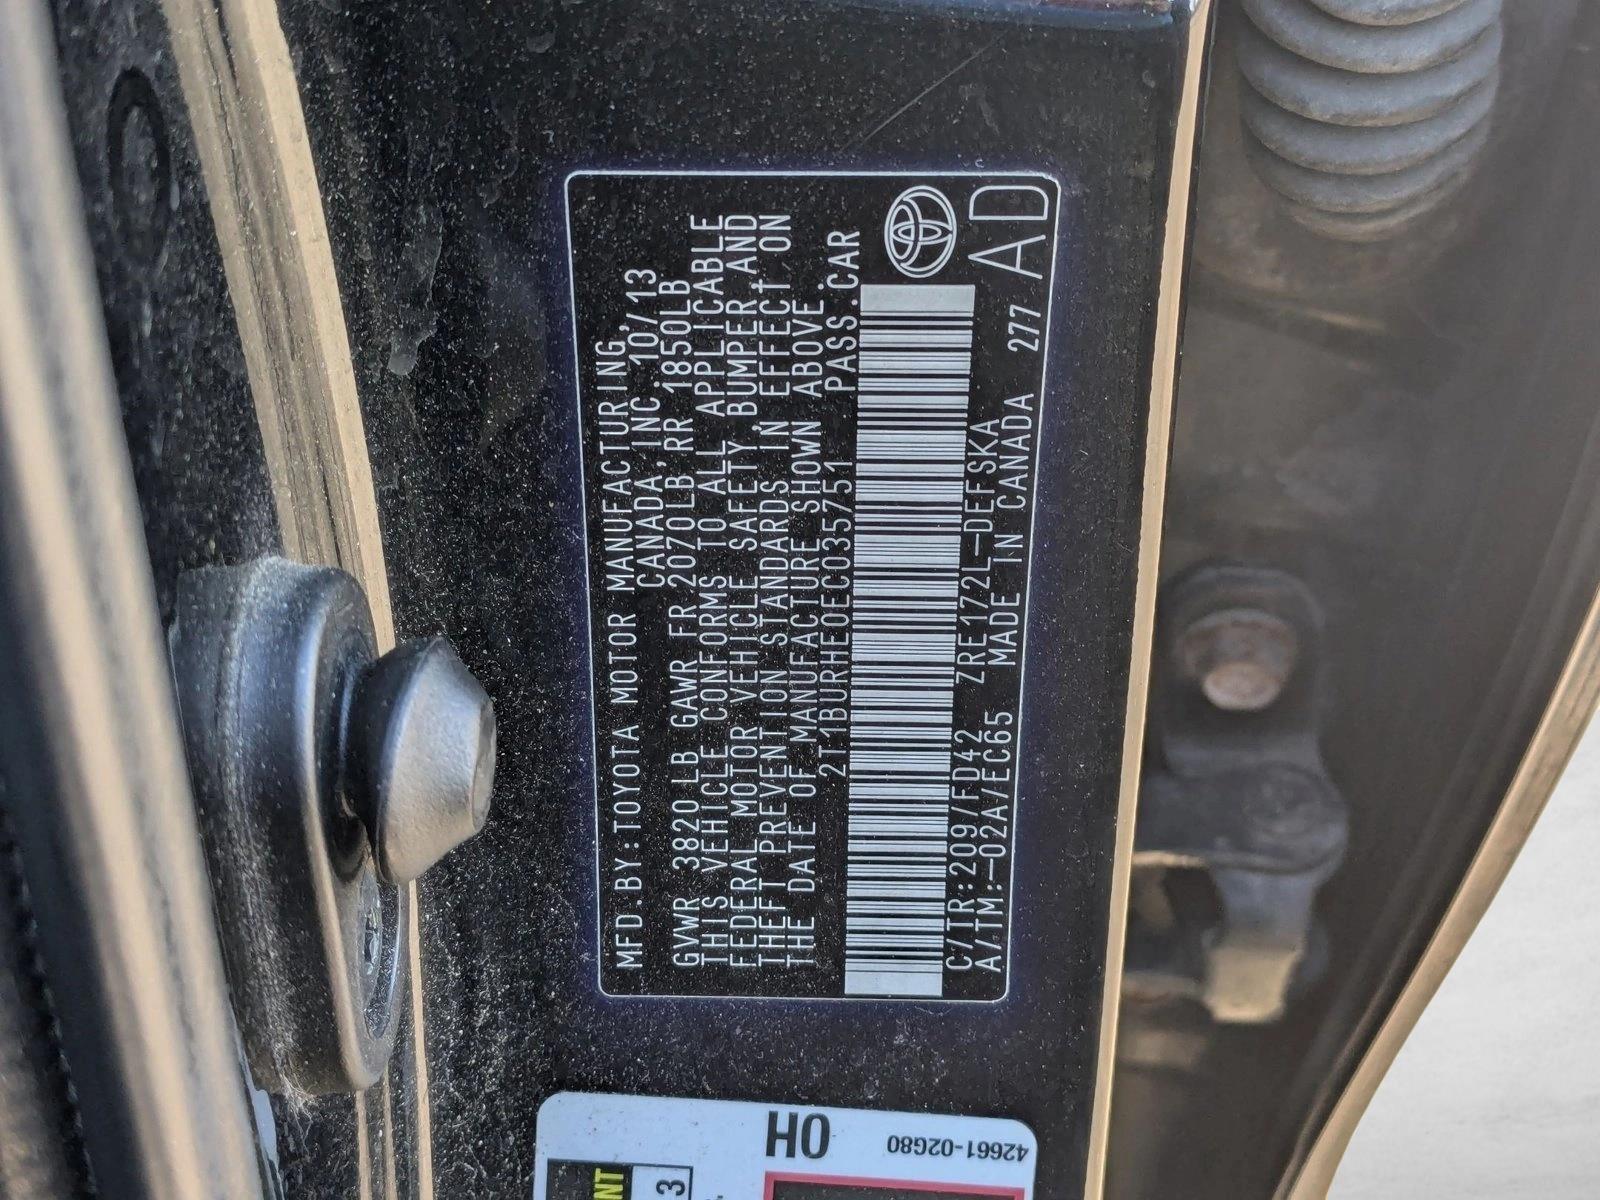 MFD.BY:TOYOTA MOTOR MANUFACTURING,
CANADA,INC. 10/13
GVWR 3820LB GAWR FR 2070LB,RR 1850LB
THIS VEHICLE CONFORMS TO ALL APPLICABLE
FEDERAL MOTOR VEHICLE SAFETY, BUMPER,AND
THEFT PREVENTION STANDARDS IN EFFECT ON
THE DATE OF MANUFACTURE SHOWN ABOVE.
2T1BURHE0EC035751 PASS.CAR
C/TR:209/FD42 ZRE172L-DEFSKA
A/TM:-02A/EC65 MADE IN CANADA 277
AD
OH
42661-02G80
NT
3